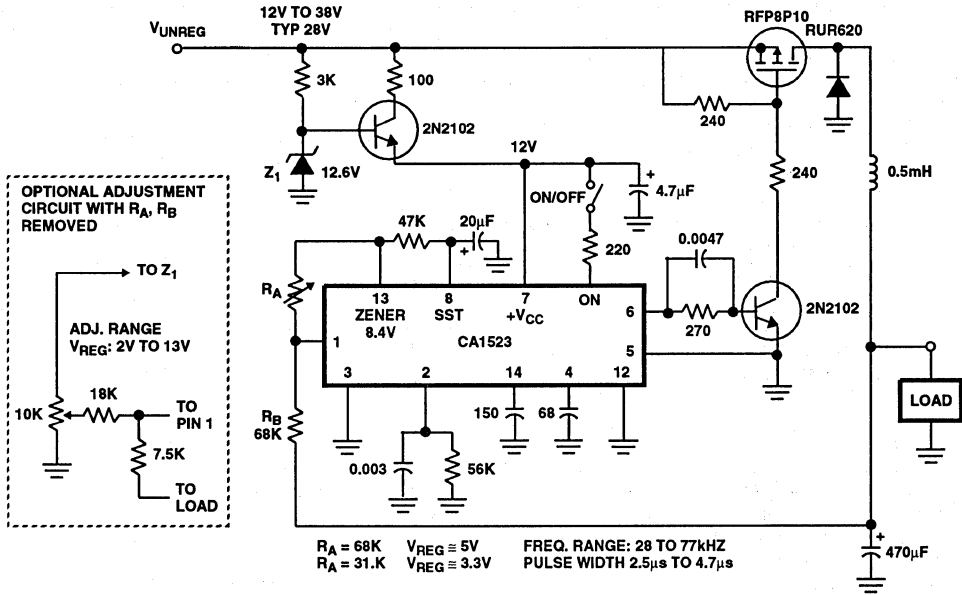 12V TO 38V
TYP 28V
VUNREG
RFP8P10
RUR620
3K
100
2N2102
240
Z1
12.6V
12V
240
0.5mH
ON/OFF
4.7μF
OPTIONAL ADJUSTMENT
CIRCUIT WITH RA, RB
REMOVED
47K
20μF
+
+
220
0.0047
TO Z1
RA
13
8
7
ON
ZENER
SST
+VCC
8.4V
6
270
2N2102
ADJ. RANGE
VREG: 2V TO 13V
1
CA1523
5
3
2
14
4
12
18K
10K
TO
PIN 1
RB
68K
150
68
LOAD
7.5K
0.003
56K
TO
LOAD
RA = 68K VREG ≅ 5V FREQ. RANGE: 28 TO 77kHZ
RA = 31.K VREG ≅ 3.3V PULSE WIDTH 2.5μs TO 4.7μs
+
470μF